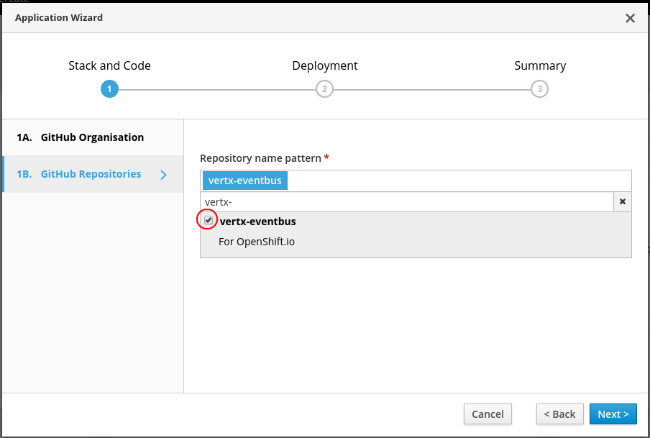 Application Wizard
Stack and Code Deployment Summary
1 2 3
1A. GitHub Organisation
1B. GitHub Repositories
Repository name pattern *
vertx-eventbus
vertx-
vertx-eventbus
For OpenShift.io
Cancel < Back Next >